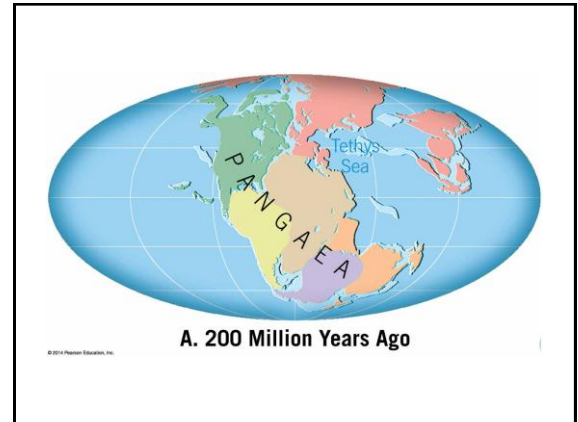 Tethys
Sea
PANGAEA
A. 200 Million Years Ago
© 2014 Pearson Education, Inc.